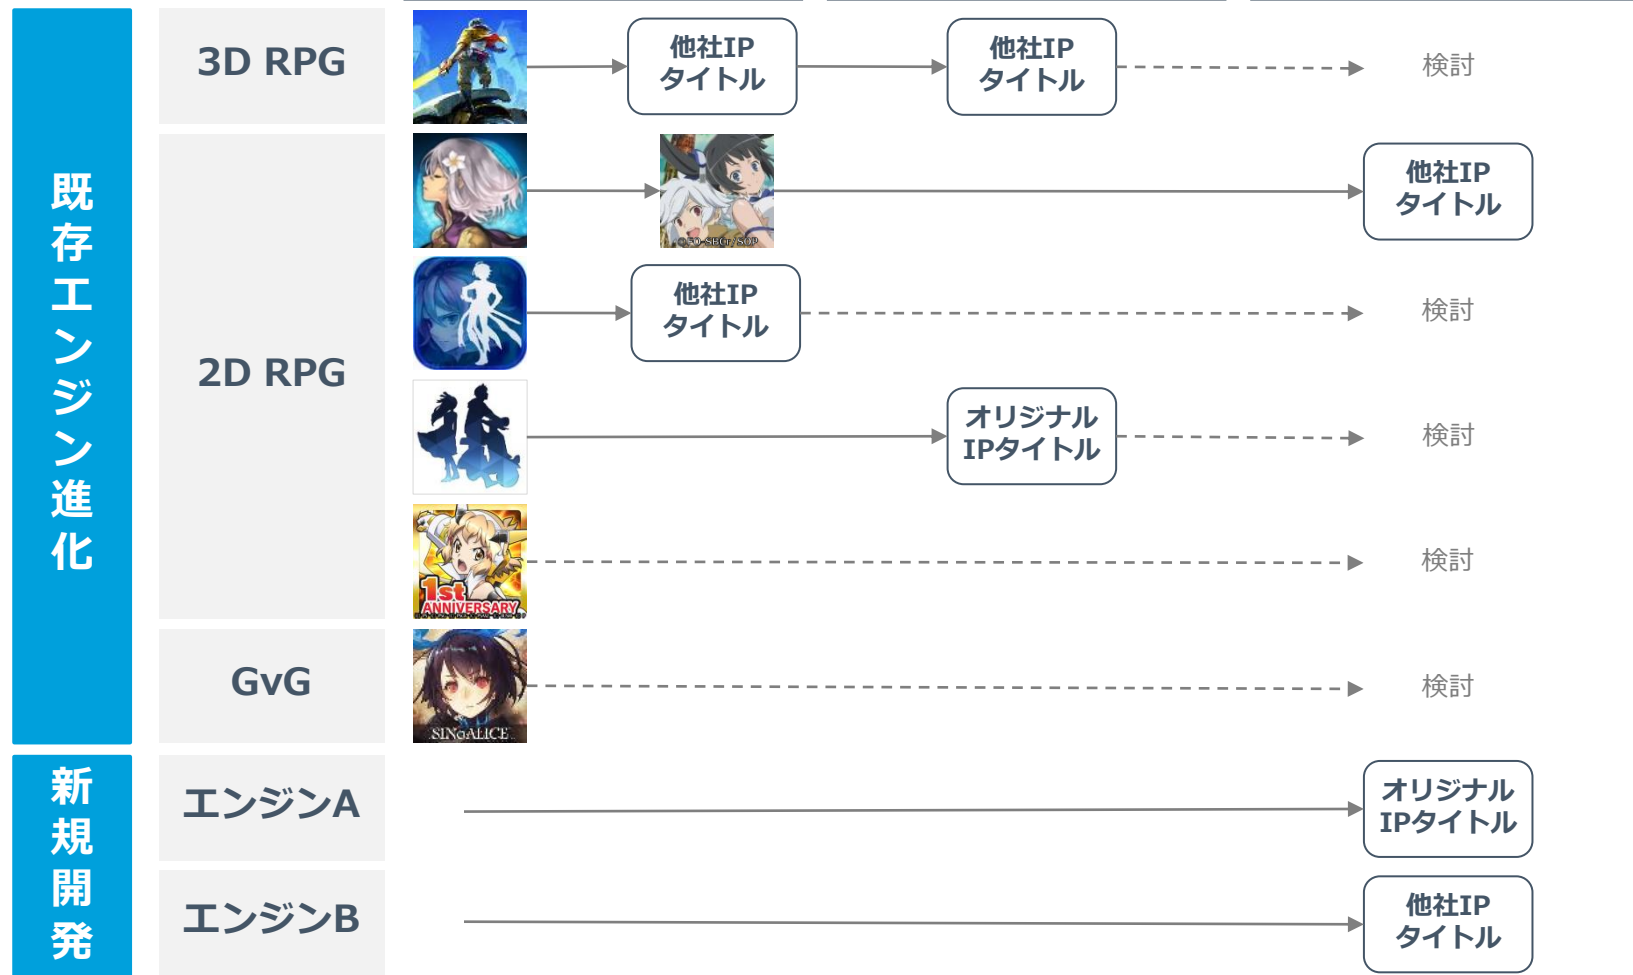 既存エンジン進化
3D RPG
他社IP
タイトル
他社IP
タイトル
検討
2D RPG
©FO-SBCr/SOP
他社IP
タイトル
他社IP
タイトル
検討
オリジナル
IPタイトル
検討
1st
ANNIVERSARY
検討
GvG
SINoALICE
検討
新規開発
エンジンA
オリジナル
IPタイトル
エンジンB
他社IP
タイトル